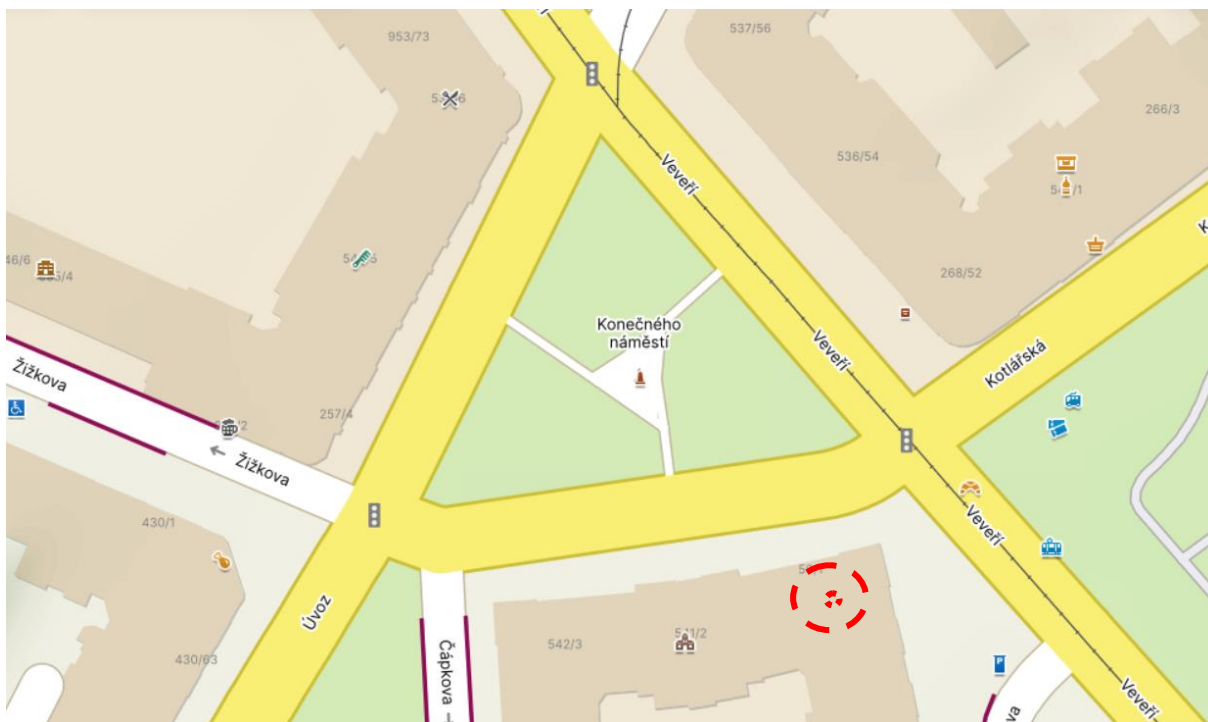 953/73
537/56
266/3
536/54
Veveří
268/52
Konečného
náměstí
Veveří
Kotlářská
Žižkova
257/4
Žižkova
430/1
Veveří
Úvoz
542/3
430/63
Čápkova
Veveří
P